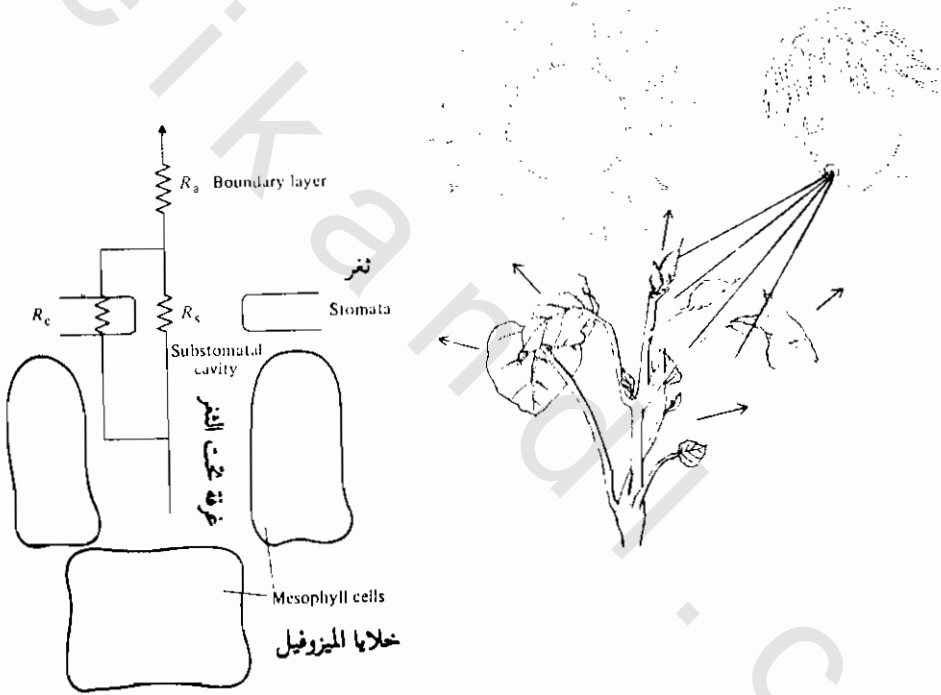 R_a Boundary layer
ثغر
R_c
R_s
Stomata
Substomatal
cavity
غرفة تحت الثغر
Mesophyll cells
خلايا الميزوفيل